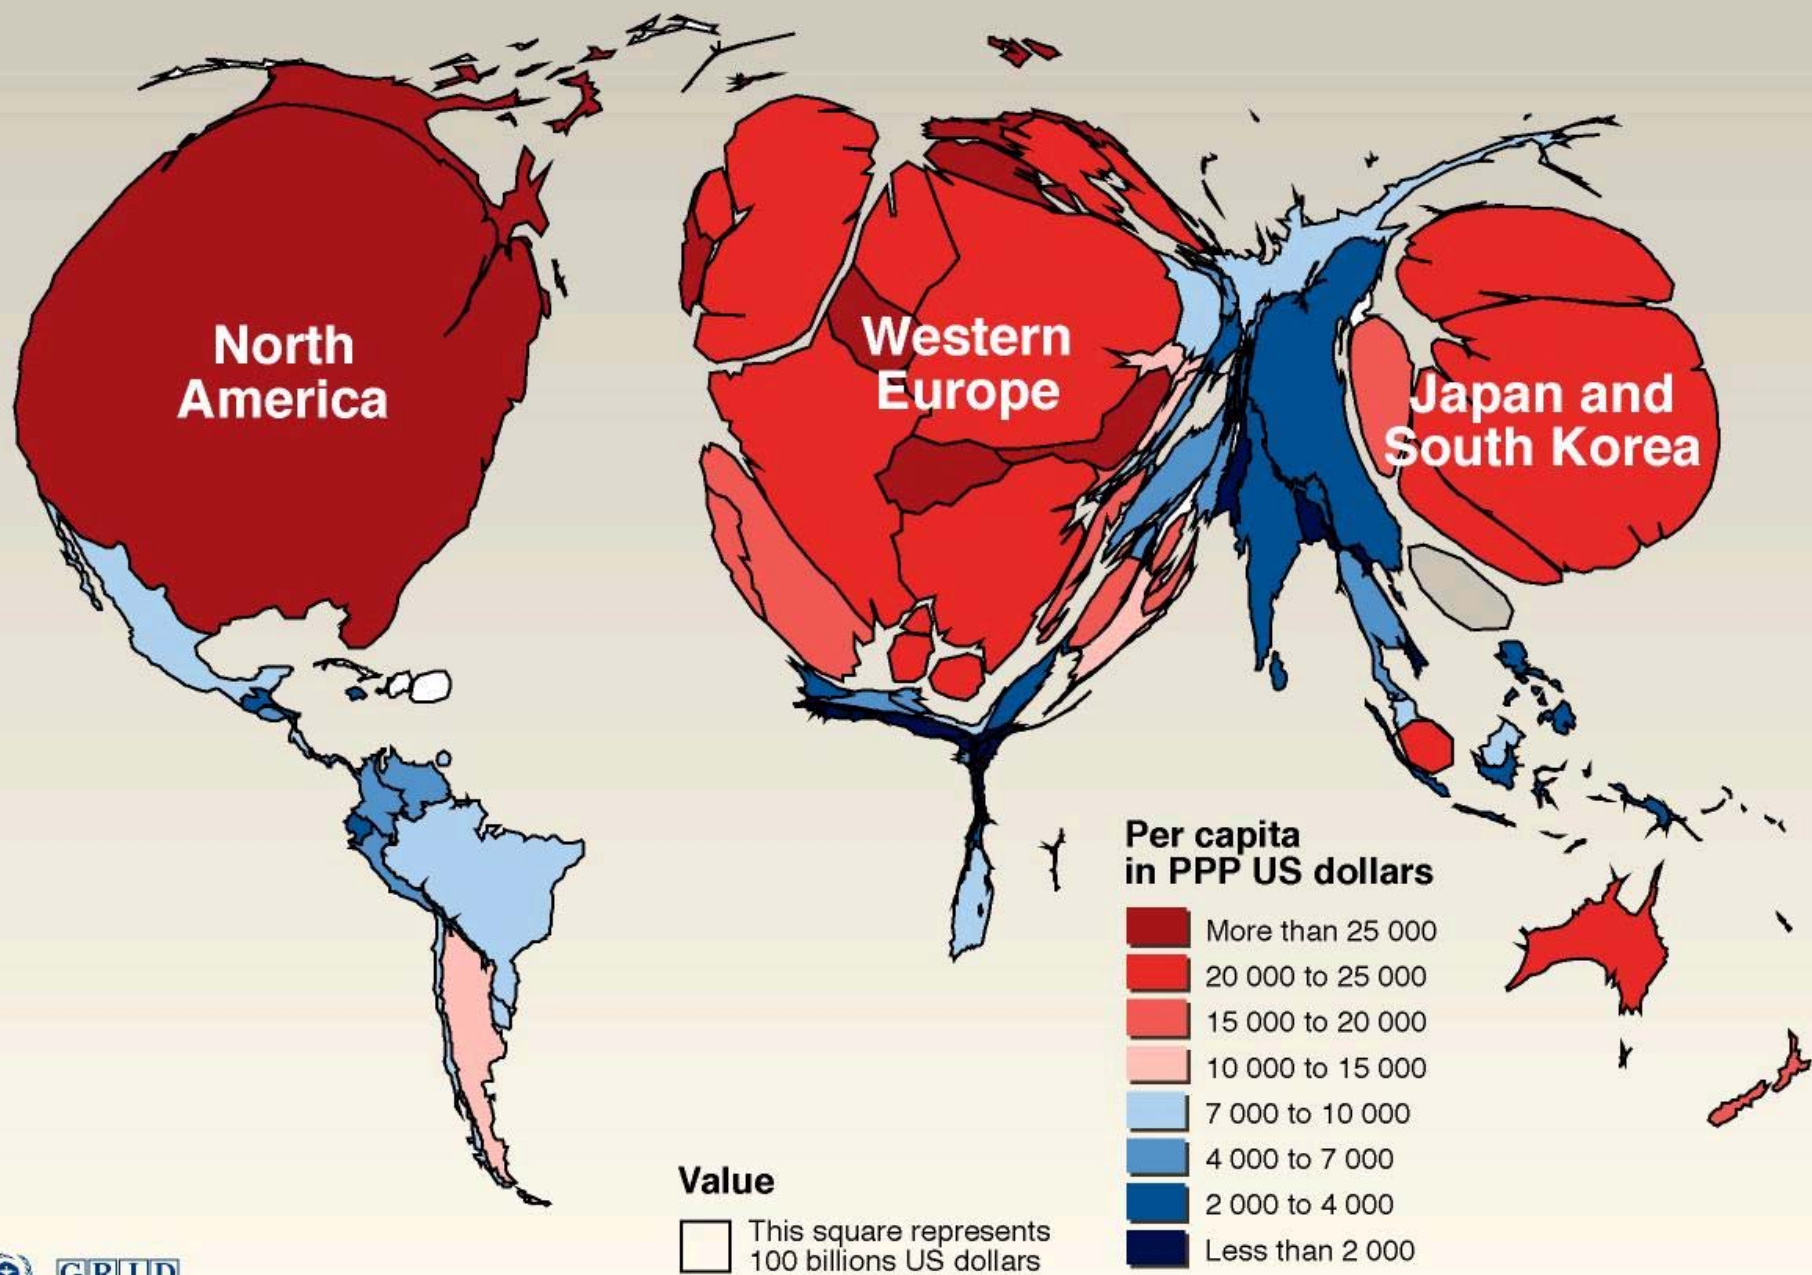 North
America
Western
Europe
Japan and
South Korea
Per capita
in PPP US dollars
More than 25 000
20 000 to 25 000
15 000 to 20 000
10 000 to 15 000
7 000 to 10 000
4 000 to 7 000
2 000 to 4 000
Less than 2 000
Value
This square represents
100 billions US dollars
GRID